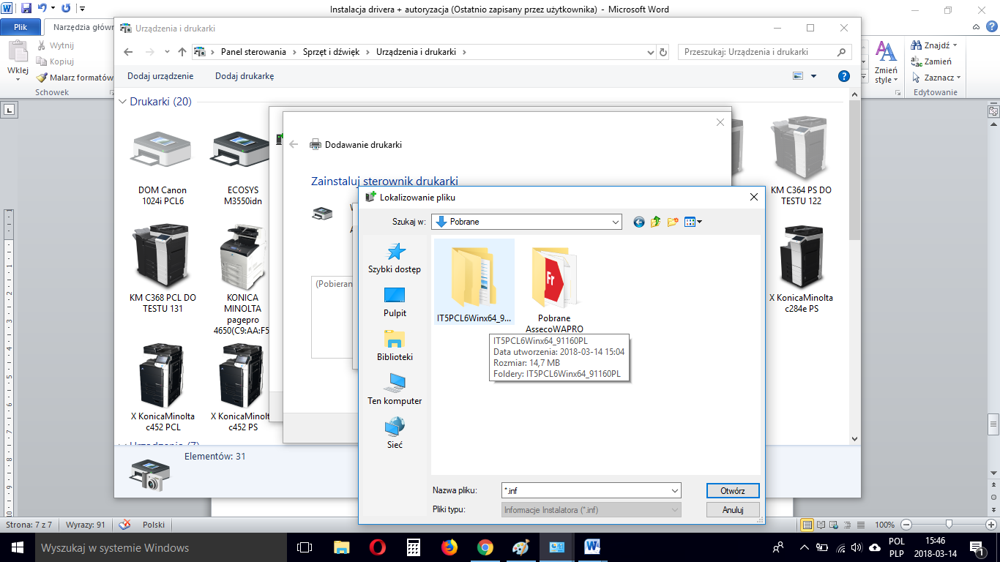 Instalacja drivera + autoryzacja (Ostatnio zapisany przez użytkownika) - Microsoft Word
Plik
Narzędzia główn
Wytnij
Kopiuj
Malarz formatów
Wklej
Schowek
Zmień
style
Znajdź
Zamień
Zaznacz
Edytowanie
Urządzenia i drukarki
Panel sterowania
Sprzęt i dźwięk
Urządzenia i drukarki
Przeszukaj: Urządzenia i drukarki
Dodaj urządzenie
Dodaj drukarkę
Drukarki (20)
DOM Canon
1024i PCL6
ECOSYS
M3550idn
KM C364 PS DO
TESTU 122
KM C368 PCL DO
TESTU 131
KONICA
MINOLTA
pagepro
4650(C9:AA:F5
X KonicaMinolta
c284e PS
X KonicaMinolta
c452 PCL
X KonicaMinolt
c452 PS
Urządzenia (7)
Elementów: 31
Dodawanie drukarki
Zainstaluj sterownik drukarki
(Pobieran
Lokalizowanie pliku
Szukaj w:
Pobrane
Szybki dostęp
Pulpit
Biblioteki
Ten komputer
Sieć
IT5PCL6Winx64_9...
Fr
Pobrane
AssecoWAPRO
IT5PCL6Winx64_91160PL
Data utworzenia: 2018-03-14 15:04
Rozmiar: 14,7 MB
Foldery: IT5PCL6Winx64_91160PL
Nazwa pliku:
*.inf
Otwórz
Pliki typu:
Informacje Instalatora (*.inf)
Anuluj
Strona: 7 z 7
Wyrazy: 91
Polski
100%
Wyszukaj w systemie Windows
POL
PLP
15:46
2018-03-14
1